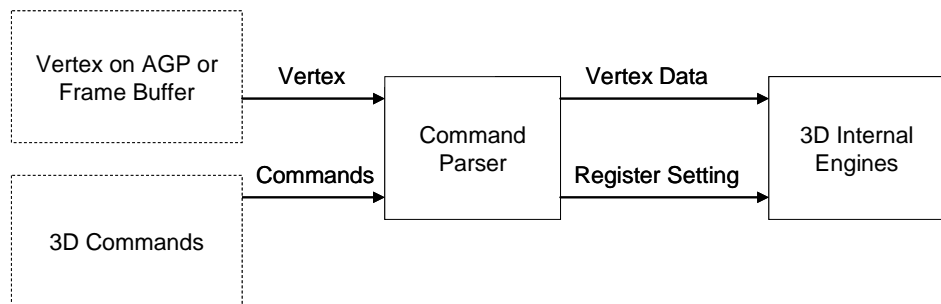 Vertex on AGP or
Frame Buffer
Vertex
Commands
3D Commands
Command
Parser
Vertex Data
Register Setting
3D Internal
Engines